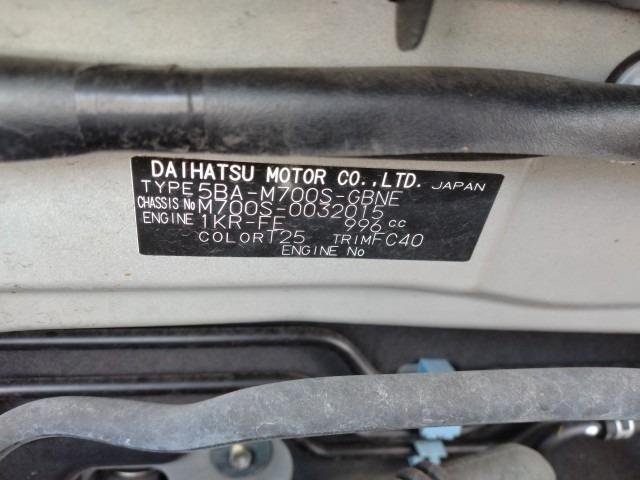 DAIHATSU MOTOR CO.,LTD. JAPAN
TYPE 5BA-M700S-GBNE
CHASSIS No M700S-0032015
ENGINE 1KR-FE 996 cc
COLOR T25 TRIM FC40
ENGINE No